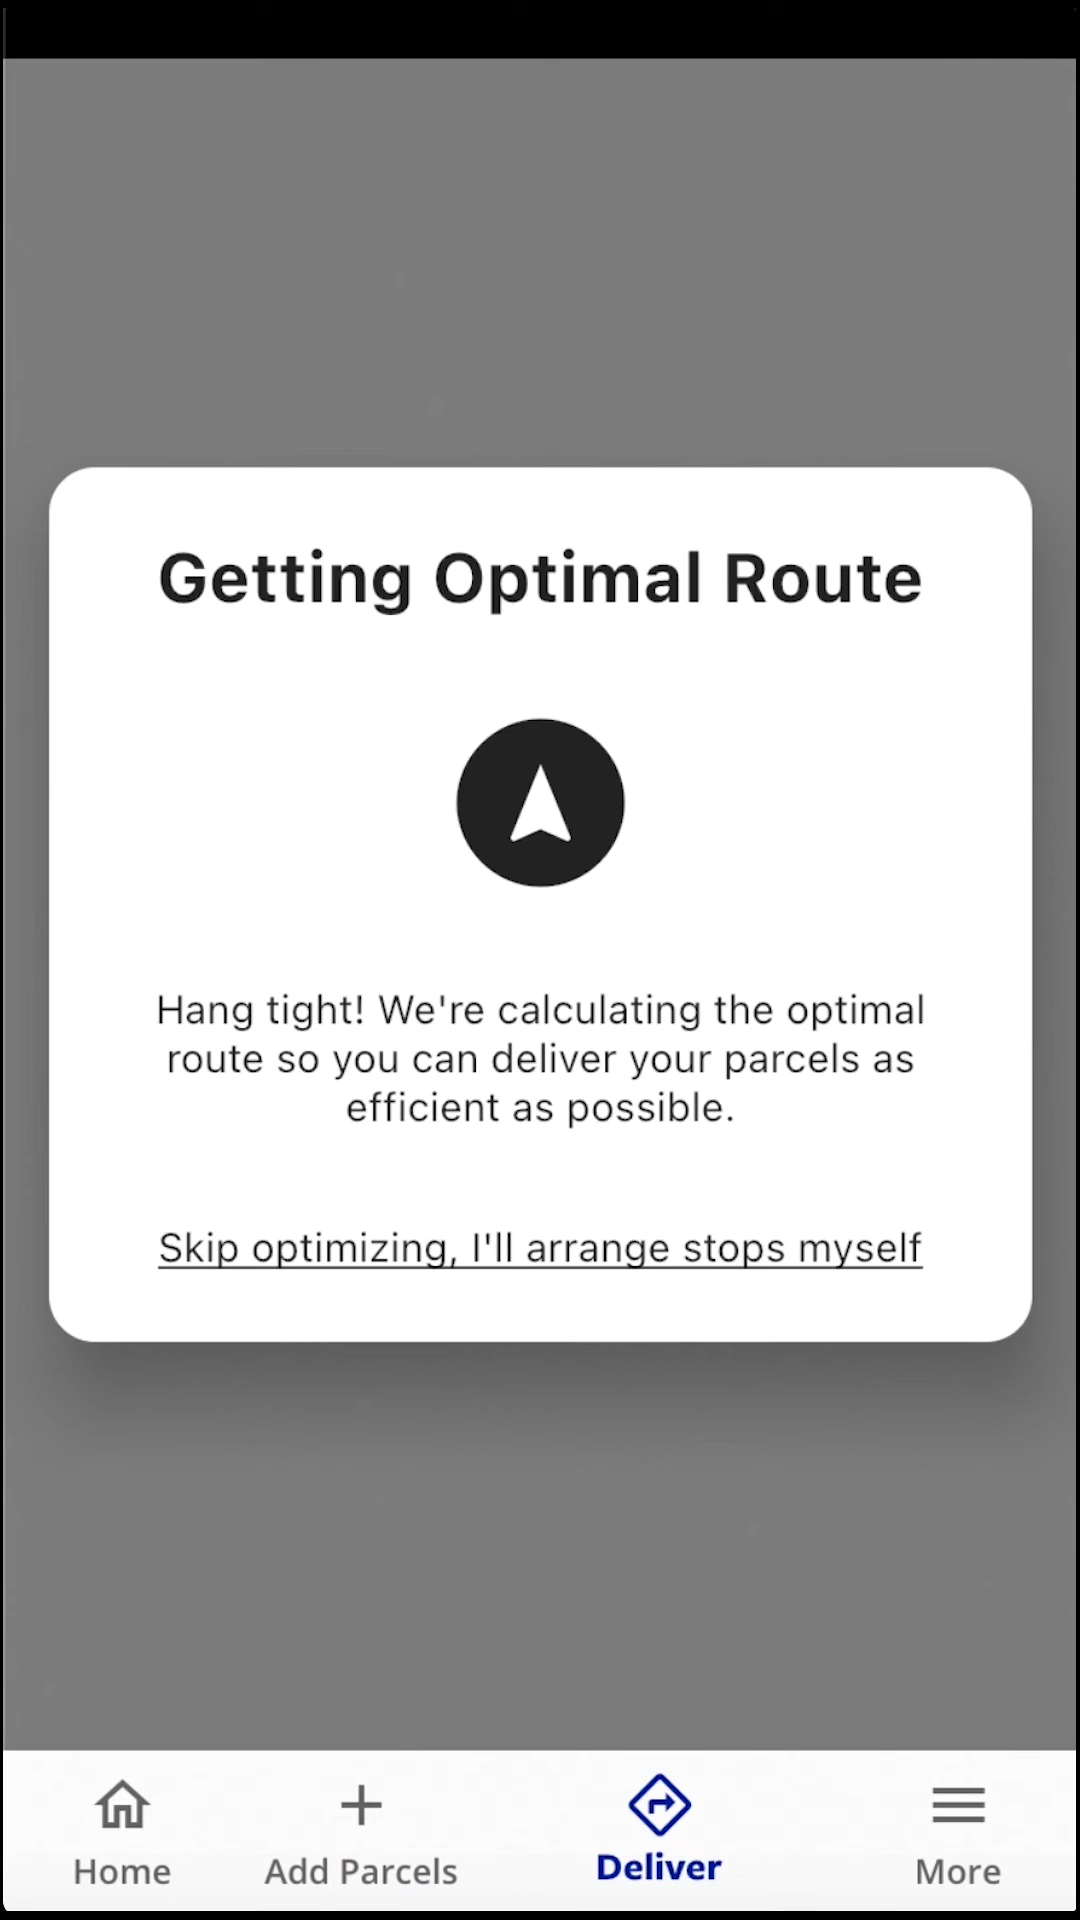 Getting Optimal Route
Hang tight! We're calculating the optimal
route so you can deliver your parcels as
efficient as possible.
Skip optimizing, I'll arrange stops myself
Home
Add Parcels
Deliver
More